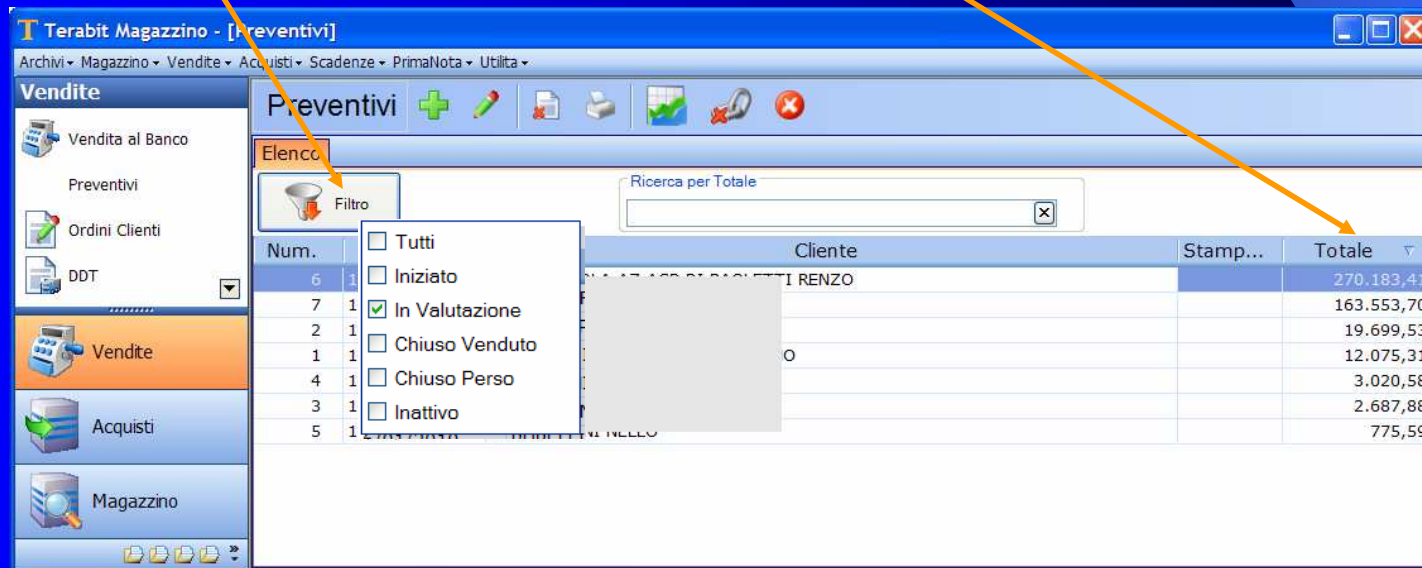 Terabit Magazzino - [Preventivi]
Archivi Magazzino Vendite Acquisti Scadenze PrimaNota Utilita
Vendite
Vendita al Banco
Preventivi
Ordini Clienti
DDT
Vendite
Acquisti
Magazzino
Preventivi
Elenco
Filtro
Ricerca per Totale
Tutti
Iniziato
In Valutazione
Chiuso Venduto
Chiuso Perso
Inattivo
Num. Cliente Stamp... Totale
6 RENZO 270.183,41
7 163.553,70
2 19.699,53
1 12.075,31
4 3.020,58
3 2.687,88
5 NELLO 775,59